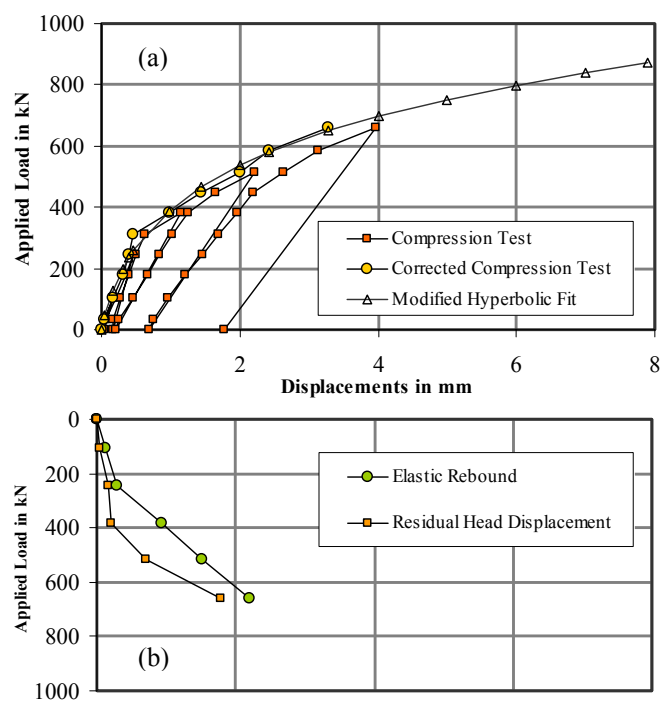 1000
(a)
800
600
400
200
0
Applied Load in kN
Compression Test
Corrected Compression Test
Modified Hyperbolic Fit
0 2 4 6 8
Displacements in mm
0
200
400
600
800
1000
Applied Load in kN
Elastic Rebound
Residual Head Displacement
(b)